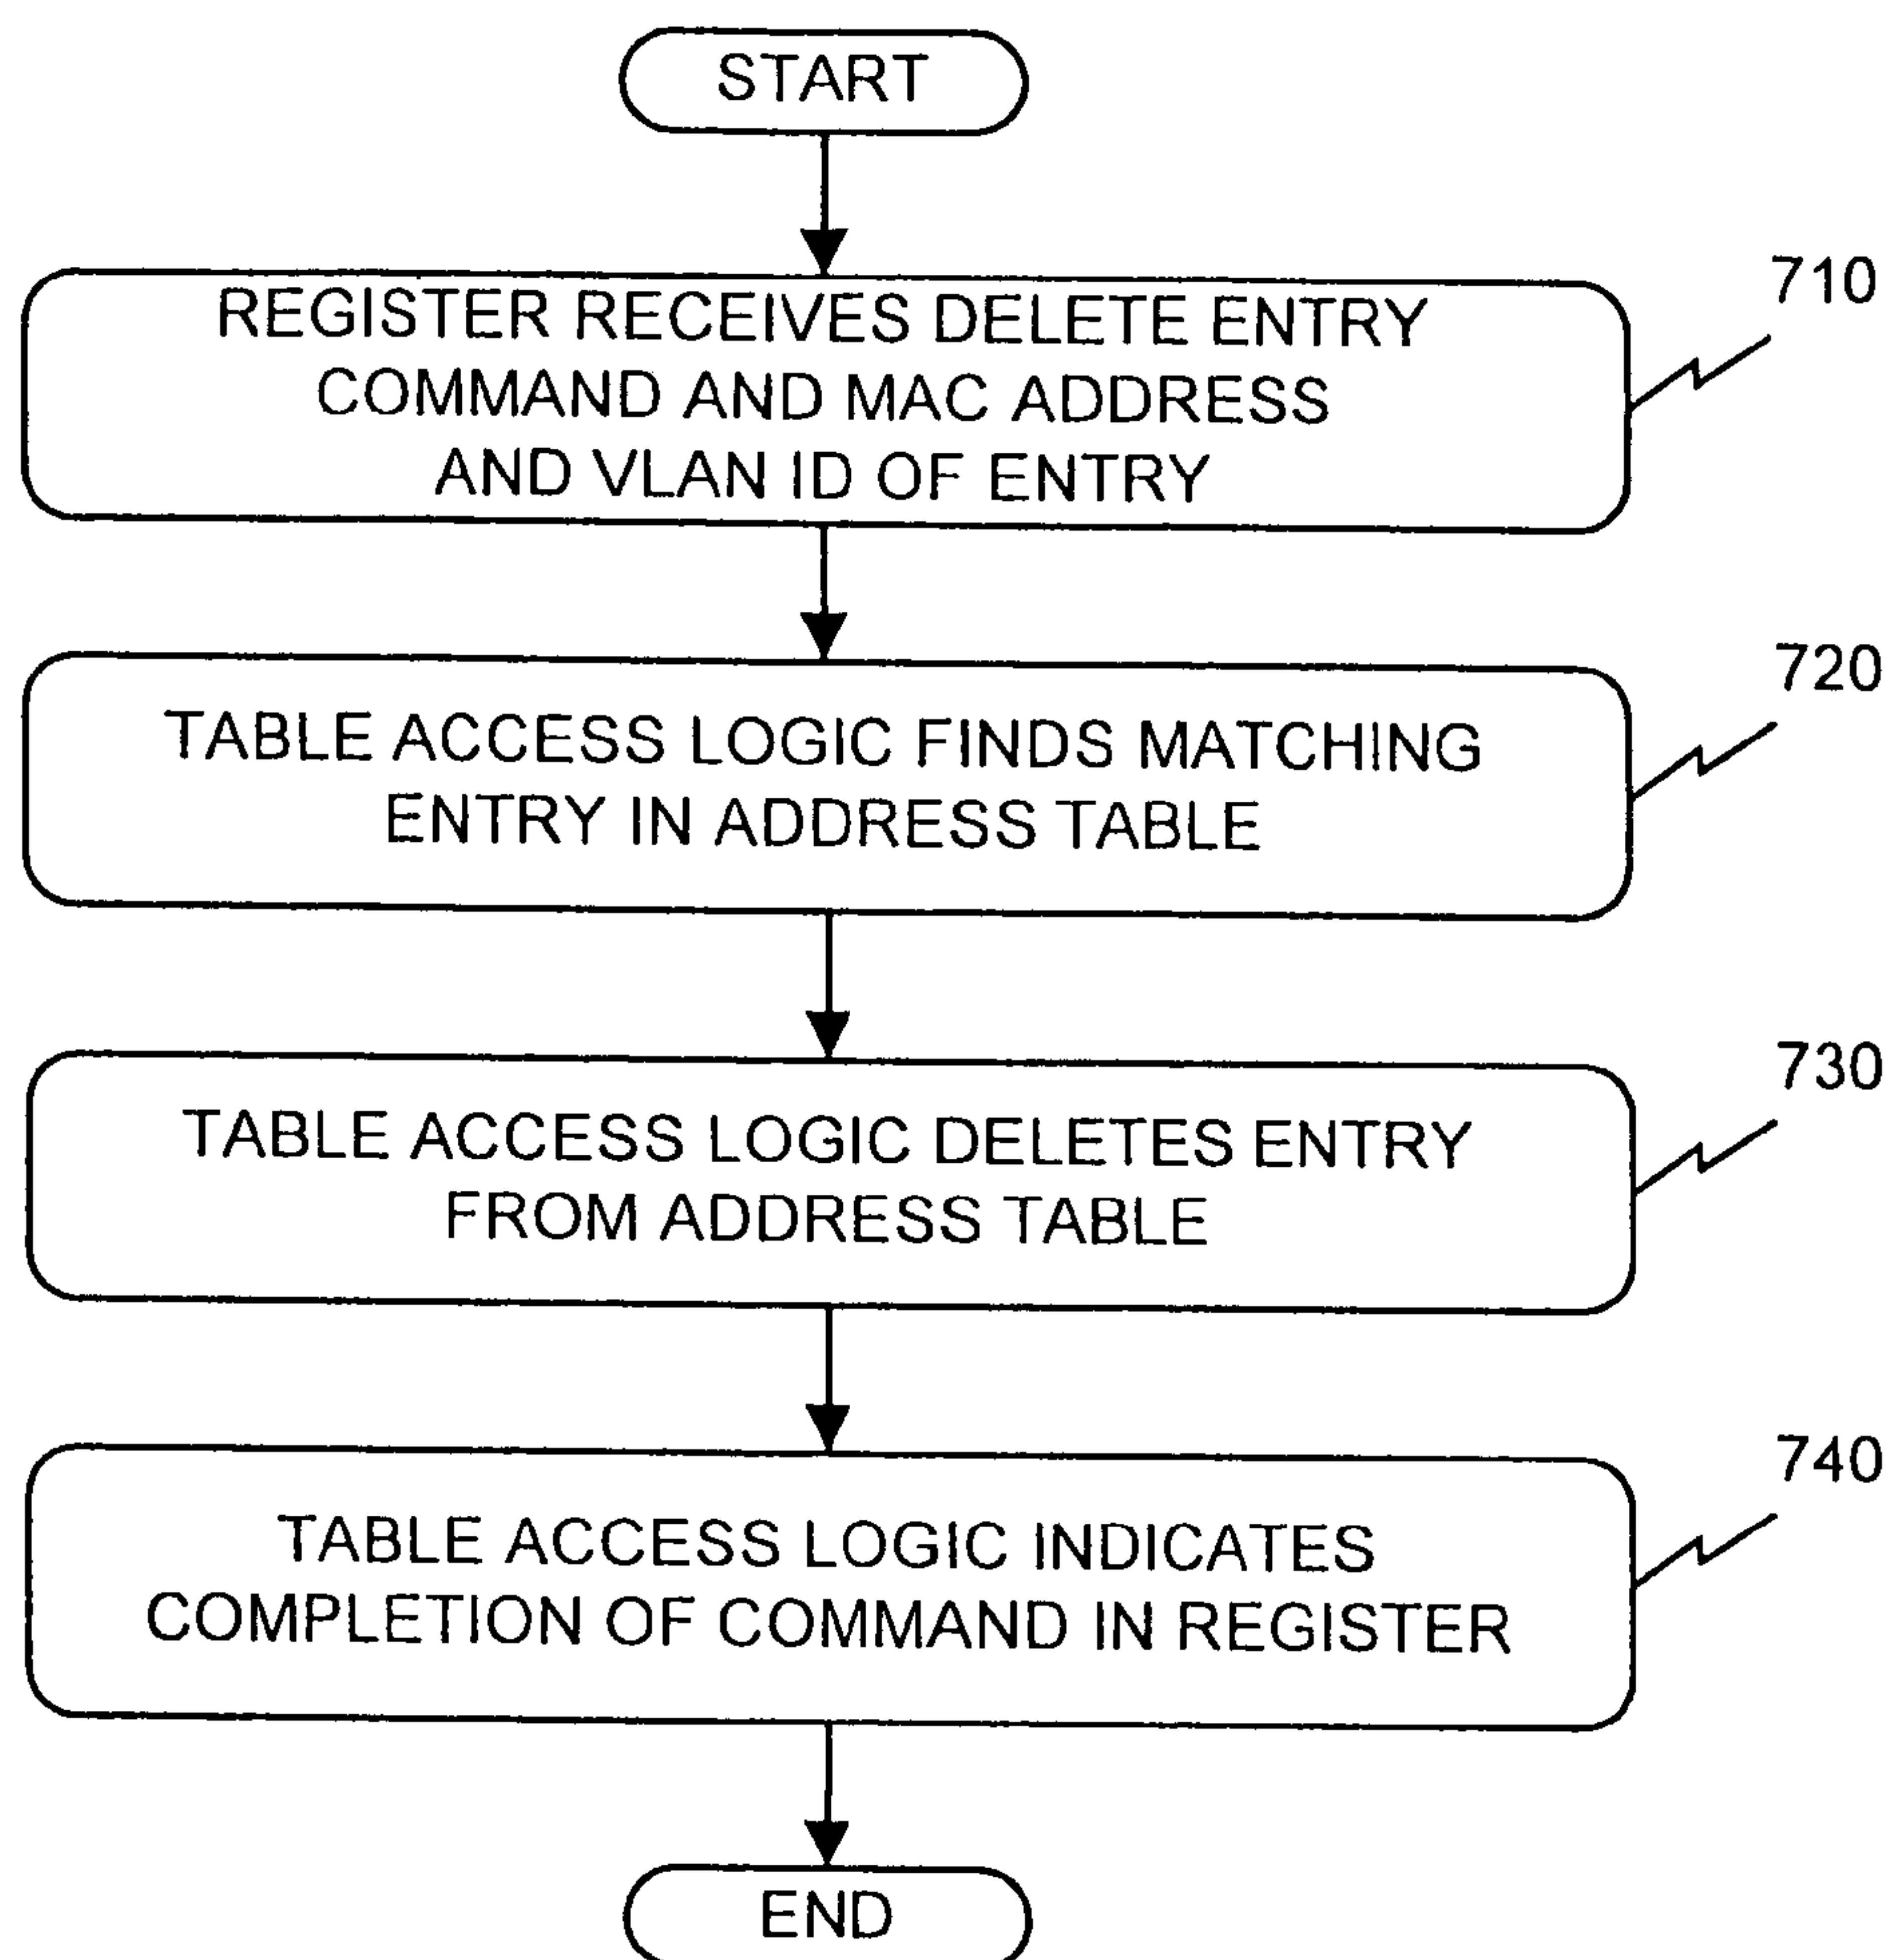 START
710
REGISTER RECEIVES DELETE ENTRY
COMMAND AND MAC ADDRESS
AND VLAN ID OF ENTRY
720
TABLE ACCESS LOGIC FINDS MATCHING
ENTRY IN ADDRESS TABLE
730
TABLE ACCESS LOGIC DELETES ENTRY
FROM ADDRESS TABLE
740
TABLE ACCESS LOGIC INDICATES
COMPLETION OF COMMAND IN REGISTER
END